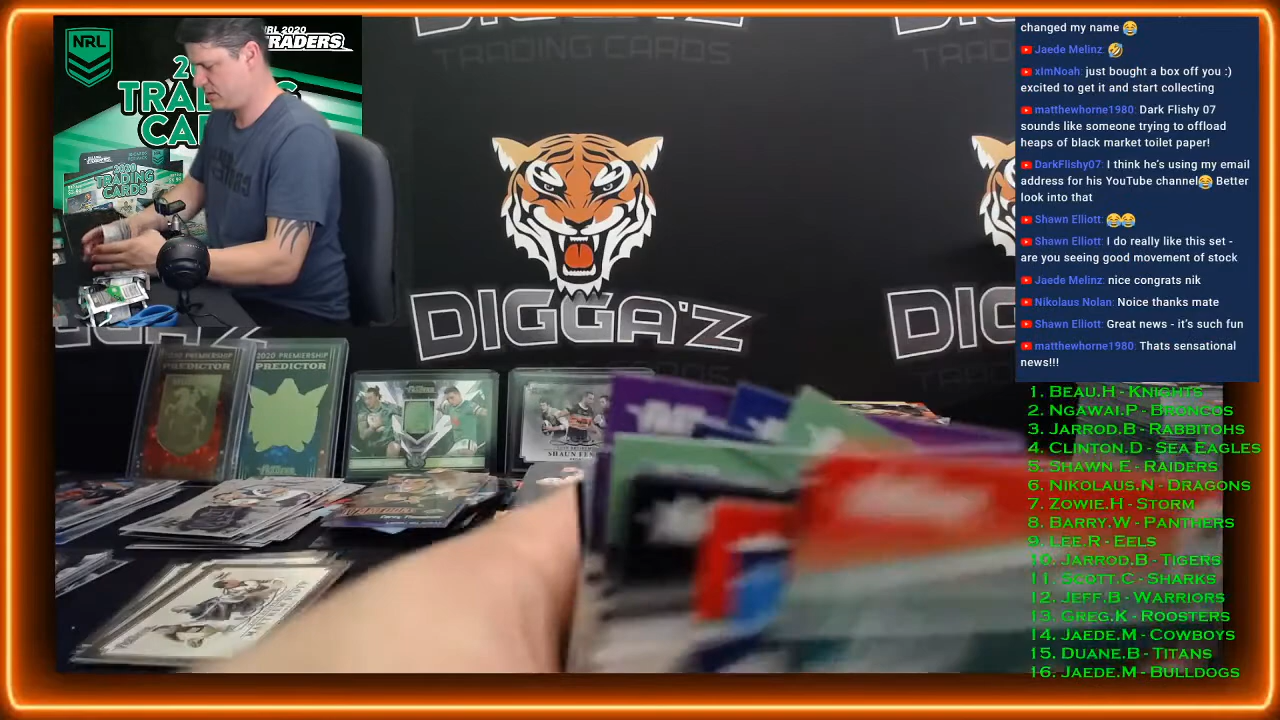 NRL
NRL 2020
TRADERS
TRADING CARDS
2020
TRADING
CARDS
DIGGA'Z
TRADING CARDS
DIGGA'Z
2020 PREMIERSHIP
PREDICTOR
2020 PREMIERSHIP
PREDICTOR
changed my name 😂
Jaede Melinz: 🤣
xImNoah: just bought a box off you :)
excited to get it and start collecting
matthewhorne1980: Dark Flishy 07
sounds like someone trying to offload
heaps of black market toilet paper!
DarkFlishy07: I think he's using my email
address for his YouTube channel😂 Better
look into that
Shawn Elliott: 😂😂
Shawn Elliott: I do really like this set -
are you seeing good movement of stock
Jaede Melinz: nice congrats nik
Nikolaus Nolan: Noice thanks mate
Shawn Elliott: Great news - it's such fun
matthewhorne1980: Thats sensational
news!!!
1. Beau.H - Knights
2. Ngawai.P - Broncos
3. Jarrod.B - Rabbitohs
4. Clinton.D - Sea Eagles
5. Shawn.E - Raiders
6. Nikolaus.N - Dragons
7. Zowie.H - Storm
8. Barry.W - Panthers
9. Lee.R - Eels
10. Jarrod.B - Tigers
11. Scott.C - Sharks
12. Jeff.B - Warriors
13. Greg.K - Roosters
14. Jaede.M - Cowboys
15. Duane.B - Titans
16. Jaede.M - Bulldogs